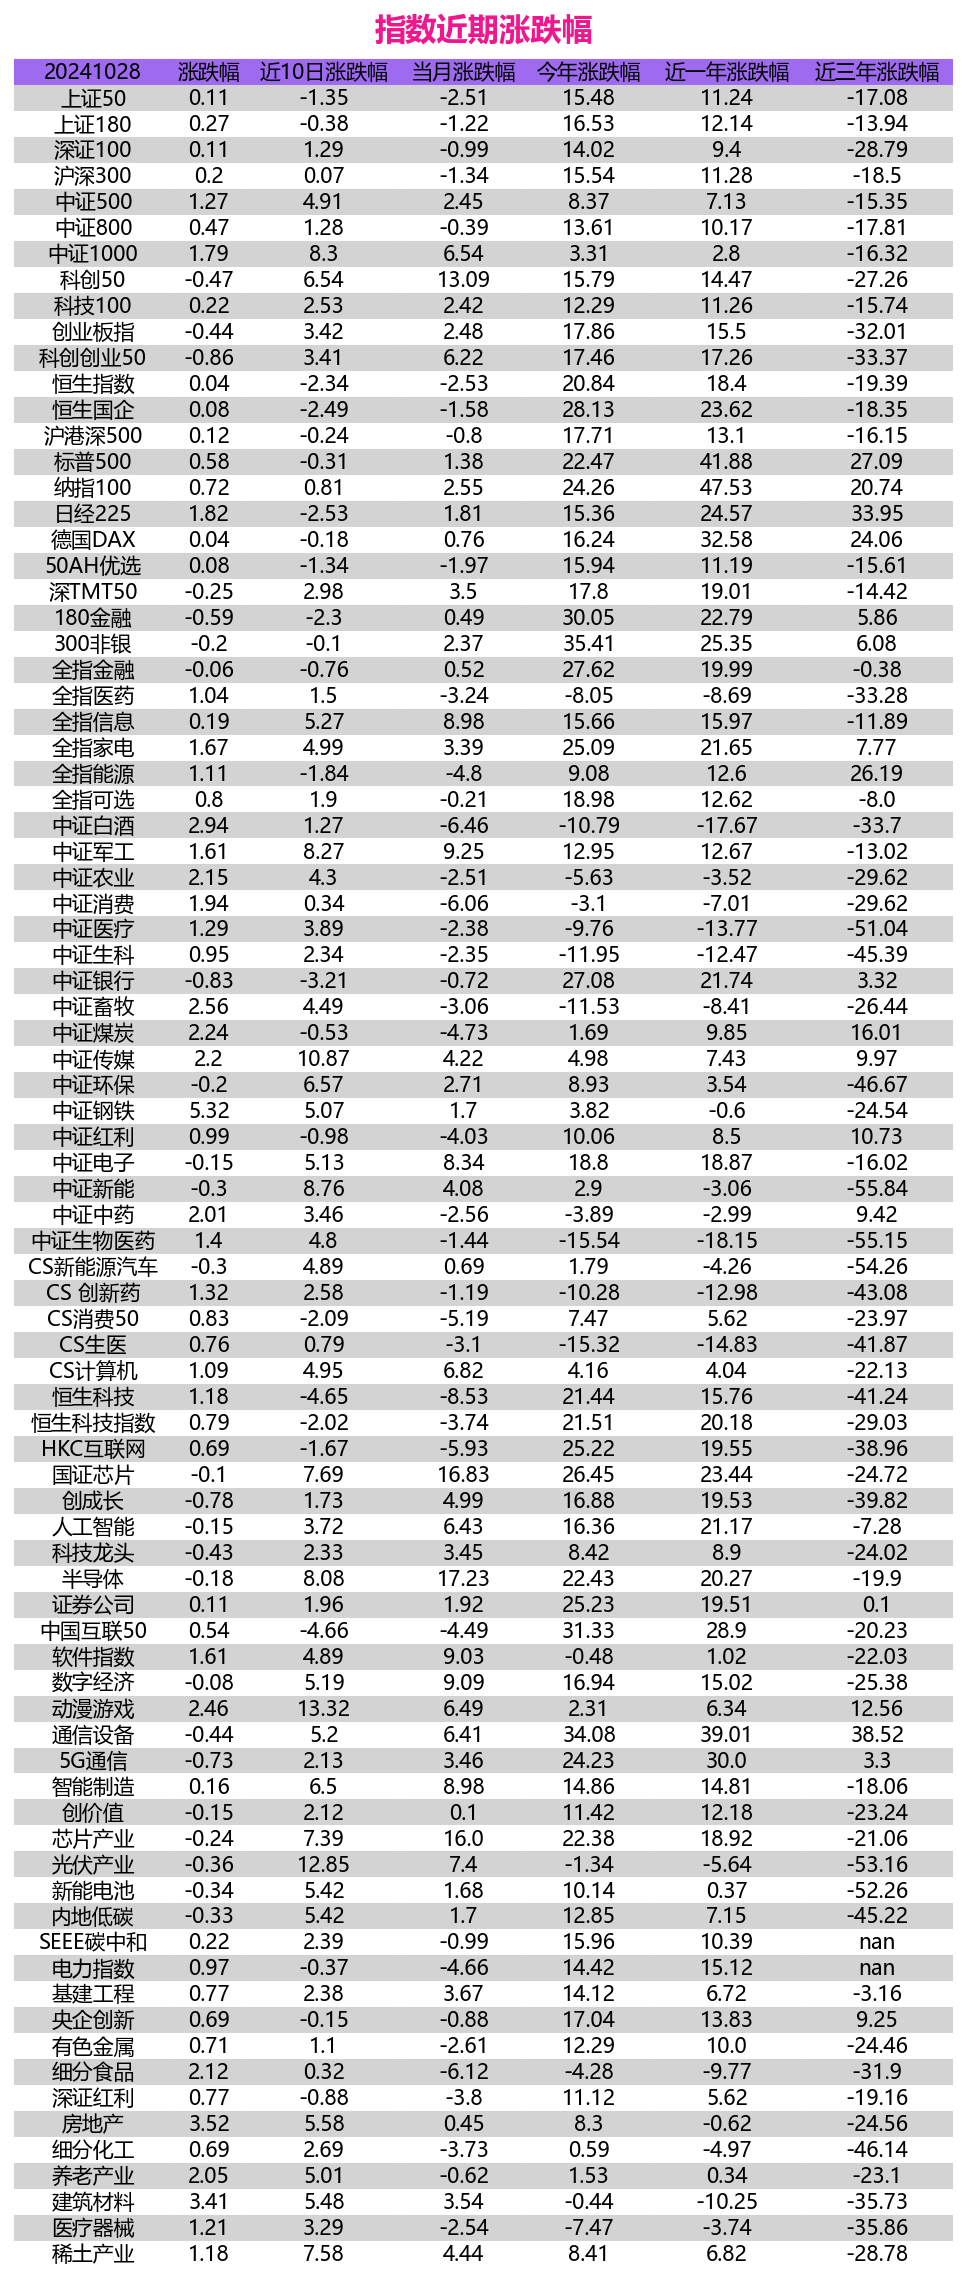 指数近期涨跌幅
20241028 涨跌幅 近10日涨跌幅 当月涨跌幅 今年涨跌幅 近一年涨跌幅 近三年涨跌幅
上证50 0.11 -1.35 -2.51 15.48 11.24 -17.08
上证180 0.27 -0.38 -1.22 16.53 12.14 -13.94
深证100 0.11 1.29 -0.99 14.02 9.4 -28.79
沪深300 0.2 0.07 -1.34 15.54 11.28 -18.5
中证500 1.27 4.91 2.45 8.37 7.13 -15.35
中证800 0.47 1.28 -0.39 13.61 10.17 -17.81
中证1000 1.79 8.3 6.54 3.31 2.8 -16.32
科创50 -0.47 6.54 13.09 15.79 14.47 -27.26
科技100 0.22 2.53 2.42 12.29 11.26 -15.74
创业板指 -0.44 3.42 2.48 17.86 15.5 -32.01
科创创业50 -0.86 3.41 6.22 17.46 17.26 -33.37
恒生指数 0.04 -2.34 -2.53 20.84 18.4 -19.39
恒生国企 0.08 -2.49 -1.58 28.13 23.62 -18.35
沪港深500 0.12 -0.24 -0.8 17.71 13.1 -16.15
标普500 0.58 -0.31 1.38 22.47 41.88 27.09
纳指100 0.72 0.81 2.55 24.26 47.53 20.74
日经225 1.82 -2.53 1.81 15.36 24.57 33.95
德国DAX 0.04 -0.18 0.76 16.24 32.58 24.06
50AH优选 0.08 -1.34 -1.97 15.94 11.19 -15.61
深TMT50 -0.25 2.98 3.5 17.8 19.01 -14.42
180金融 -0.59 -2.3 0.49 30.05 22.79 5.86
300非银 -0.2 -0.1 2.37 35.41 25.35 6.08
全指金融 -0.06 -0.76 0.52 27.62 19.99 -0.38
全指医药 1.04 1.5 -3.24 -8.05 -8.69 -33.28
全指信息 0.19 5.27 8.98 15.66 15.97 -11.89
全指家电 1.67 4.99 3.39 25.09 21.65 7.77
全指能源 1.11 -1.84 -4.8 9.08 12.6 26.19
全指可选 0.8 1.9 -0.21 18.98 12.62 -8.0
中证白酒 2.94 1.27 -6.46 -10.79 -17.67 -33.7
中证军工 1.61 8.27 9.25 12.95 12.67 -13.02
中证农业 2.15 4.3 -2.51 -5.63 -3.52 -29.62
中证消费 1.94 0.34 -6.06 -3.1 -7.01 -29.62
中证医疗 1.29 3.89 -2.38 -9.76 -13.77 -51.04
中证生科 0.95 2.34 -2.35 -11.95 -12.47 -45.39
中证银行 -0.83 -3.21 -0.72 27.08 21.74 3.32
中证畜牧 2.56 4.49 -3.06 -11.53 -8.41 -26.44
中证煤炭 2.24 -0.53 -4.73 1.69 9.85 16.01
中证传媒 2.2 10.87 4.22 4.98 7.43 9.97
中证环保 -0.2 6.57 2.71 8.93 3.54 -46.67
中证钢铁 5.32 5.07 1.7 3.82 -0.6 -24.54
中证红利 0.99 -0.98 -4.03 10.06 8.5 10.73
中证电子 -0.15 5.13 8.34 18.8 18.87 -16.02
中证新能 -0.3 8.76 4.08 2.9 -3.06 -55.84
中证中药 2.01 3.46 -2.56 -3.89 -2.99 9.42
中证生物医药 1.4 4.8 -1.44 -15.54 -18.15 -55.15
CS新能源汽车 -0.3 4.89 0.69 1.79 -4.26 -54.26
CS 创新药 1.32 2.58 -1.19 -10.28 -12.98 -43.08
CS消费50 0.83 -2.09 -5.19 7.47 5.62 -23.97
CS生医 0.76 0.79 -3.1 -15.32 -14.83 -41.87
CS计算机 1.09 4.95 6.82 4.16 4.04 -22.13
恒生科技 1.18 -4.65 -8.53 21.44 15.76 -41.24
恒生科技指数 0.79 -2.02 -3.74 21.51 20.18 -29.03
HKC互联网 0.69 -1.67 -5.93 25.22 19.55 -38.96
国证芯片 -0.1 7.69 16.83 26.45 23.44 -24.72
创成长 -0.78 1.73 4.99 16.88 19.53 -39.82
人工智能 -0.15 3.72 6.43 16.36 21.17 -7.28
科技龙头 -0.43 2.33 3.45 8.42 8.9 -24.02
半导体 -0.18 8.08 17.23 22.43 20.27 -19.9
证券公司 0.11 1.96 1.92 25.23 19.51 0.1
中国互联50 0.54 -4.66 -4.49 31.33 28.9 -20.23
软件指数 1.61 4.89 9.03 -0.48 1.02 -22.03
数字经济 -0.08 5.19 9.09 16.94 15.02 -25.38
动漫游戏 2.46 13.32 6.49 2.31 6.34 12.56
通信设备 -0.44 5.2 6.41 34.08 39.01 38.52
5G通信 -0.73 2.13 3.46 24.23 30.0 3.3
智能制造 0.16 6.5 8.98 14.86 14.81 -18.06
创价值 -0.15 2.12 0.1 11.42 12.18 -23.24
芯片产业 -0.24 7.39 16.0 22.38 18.92 -21.06
光伏产业 -0.36 12.85 7.4 -1.34 -5.64 -53.16
新能电池 -0.34 5.42 1.68 10.14 0.37 -52.26
内地低碳 -0.33 5.42 1.7 12.85 7.15 -45.22
SEEE碳中和 0.22 2.39 -0.99 15.96 10.39 nan
电力指数 0.97 -0.37 -4.66 14.42 15.12 nan
基建工程 0.77 2.38 3.67 14.12 6.72 -3.16
央企创新 0.69 -0.15 -0.88 17.04 13.83 9.25
有色金属 0.71 1.1 -2.61 12.29 10.0 -24.46
细分食品 2.12 0.32 -6.12 -4.28 -9.77 -31.9
深证红利 0.77 -0.88 -3.8 11.12 5.62 -19.16
房地产 3.52 5.58 0.45 8.3 -0.62 -24.56
细分化工 0.69 2.69 -3.73 0.59 -4.97 -46.14
养老产业 2.05 5.01 -0.62 1.53 0.34 -23.1
建筑材料 3.41 5.48 3.54 -0.44 -10.25 -35.73
医疗器械 1.21 3.29 -2.54 -7.47 -3.74 -35.86
稀土产业 1.18 7.58 4.44 8.41 6.82 -28.78